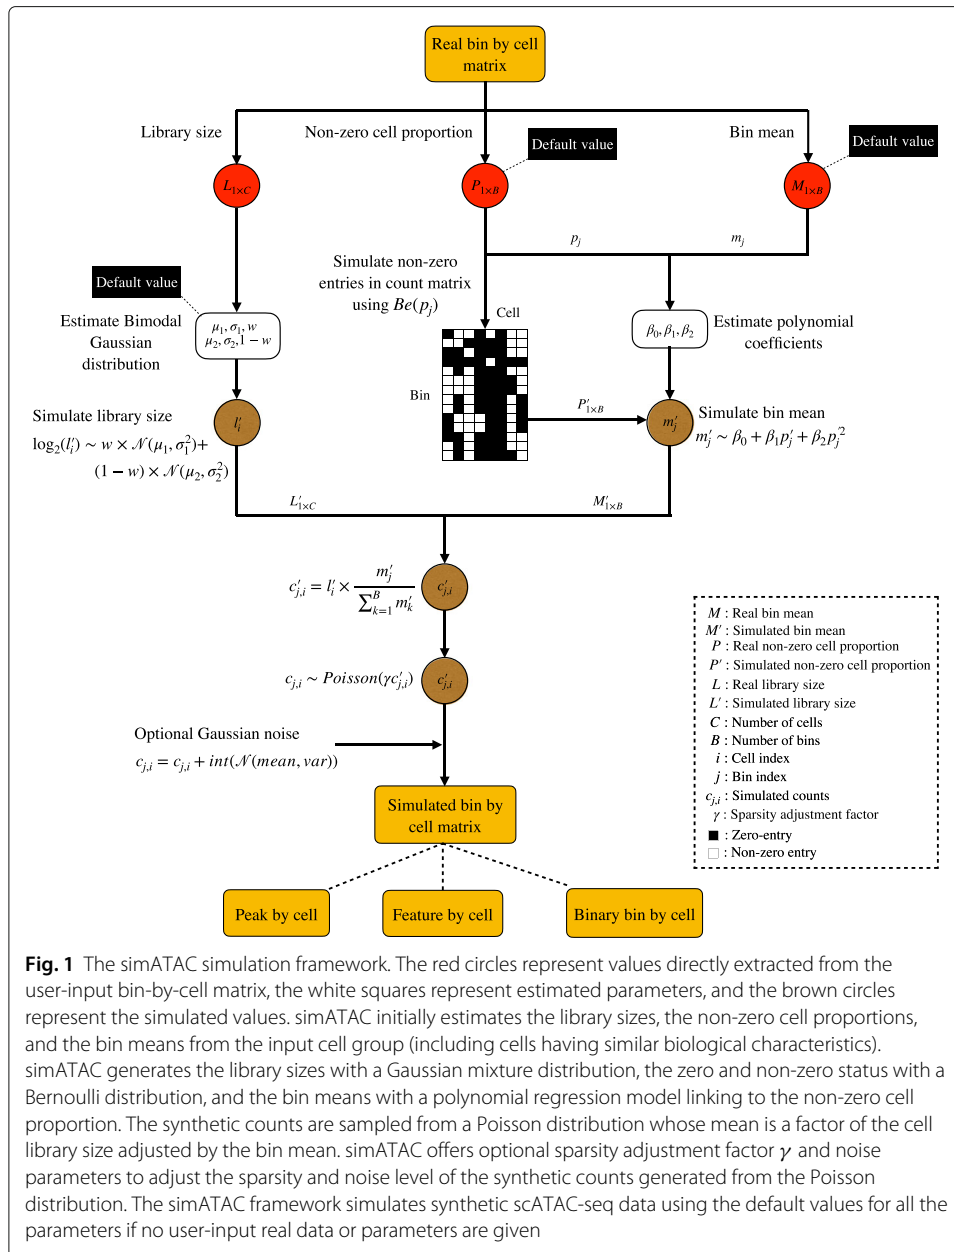 Real bin by cell
matrix
Library size
Non-zero cell proportion
Bin mean
Default value
Default value
L1×C
P1×B
M1×B
pj
mj
Simulate non-zero
entries in count matrix
using Be(pj)
Default value
Cell
Estimate Bimodal
Gaussian
distribution
μ1, σ1, w
μ2, σ2, 1 − w
β0, β1, β2
Estimate polynomial
coefficients
Bin
P′1×B
Simulate library size
log2(l′i) ∼ w × 𝒩(μ1, σ1²)+
(1 − w) × 𝒩(μ2, σ2²)
l′i
m′j
Simulate bin mean
m′j ∼ β0 + β1p′j + β2p′j²
L′1×C
M′1×B
c′j,i = l′i × m′j / ∑k=1B m′k
c′j,i
cj,i ∼ Poisson(γc′j,i)
c′j,i
Optional Gaussian noise
cj,i = cj,i + int(𝒩(mean, var))
Simulated bin by
cell matrix
Peak by cell
Feature by cell
Binary bin by cell
M : Real bin mean
M′ : Simulated bin mean
P : Real non-zero cell proportion
P′ : Simulated non-zero cell proportion
L : Real library size
L′ : Simulated library size
C : Number of cells
B : Number of bins
i : Cell index
j : Bin index
cj,i : Simulated counts
γ : Sparsity adjustment factor
■ : Zero-entry
□ : Non-zero entry
Fig. 1 The simATAC simulation framework. The red circles represent values directly extracted from the
user-input bin-by-cell matrix, the white squares represent estimated parameters, and the brown circles
represent the simulated values. simATAC initially estimates the library sizes, the non-zero cell proportions,
and the bin means from the input cell group (including cells having similar biological characteristics).
simATAC generates the library sizes with a Gaussian mixture distribution, the zero and non-zero status with a
Bernoulli distribution, and the bin means with a polynomial regression model linking to the non-zero cell
proportion. The synthetic counts are sampled from a Poisson distribution whose mean is a factor of the cell
library size adjusted by the bin mean. simATAC offers optional sparsity adjustment factor γ and noise
parameters to adjust the sparsity and noise level of the synthetic counts generated from the Poisson
distribution. The simATAC framework simulates synthetic scATAC-seq data using the default values for all the
parameters if no user-input real data or parameters are given